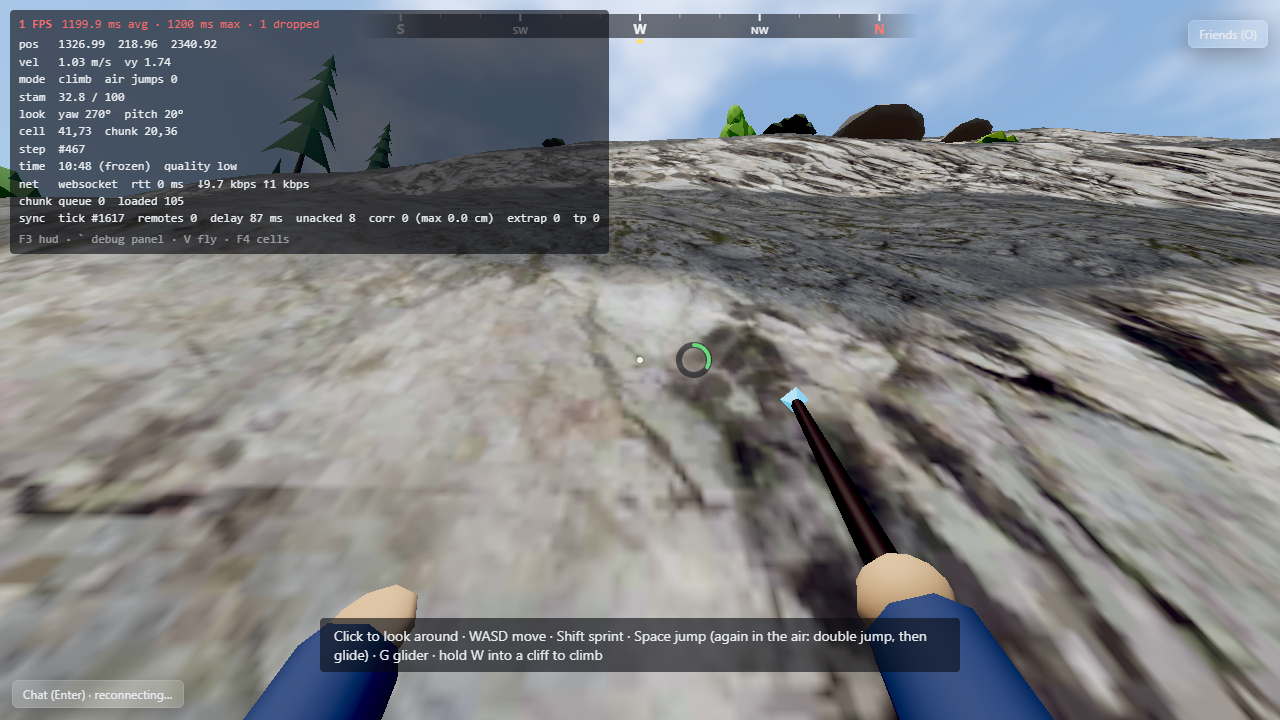 S SW W NW N
1 FPS 1199.9 ms avg · 1200 ms max · 1 dropped
pos 1326.99 218.96 2340.92
vel 1.03 m/s vy 1.74
mode climb air jumps 0
stam 32.8 / 100
look yaw 270° pitch 20°
cell 41,73 chunk 20,36
step #467
time 10:48 (frozen) quality low
net websocket rtt 0 ms ↓9.7 kbps ↑1 kbps
chunk queue 0 loaded 105
sync tick #1617 remotes 0 delay 87 ms unacked 8 corr 0 (max 0.0 cm) extrap 0 tp 0
F3 hud · ` debug panel · V fly · F4 cells
Friends (O)
Click to look around · WASD move · Shift sprint · Space jump (again in the air: double jump, then
glide) · G glider · hold W into a cliff to climb
Chat (Enter) · reconnecting...